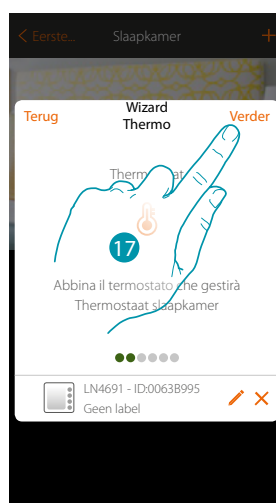 Eerste...
Slaapkamer
Terug
Wizard
Thermo
Verder
17
Abbina il termostato che gestirà
Thermostaat slaapkamer
LN4691 - ID:0063B995
Geen label